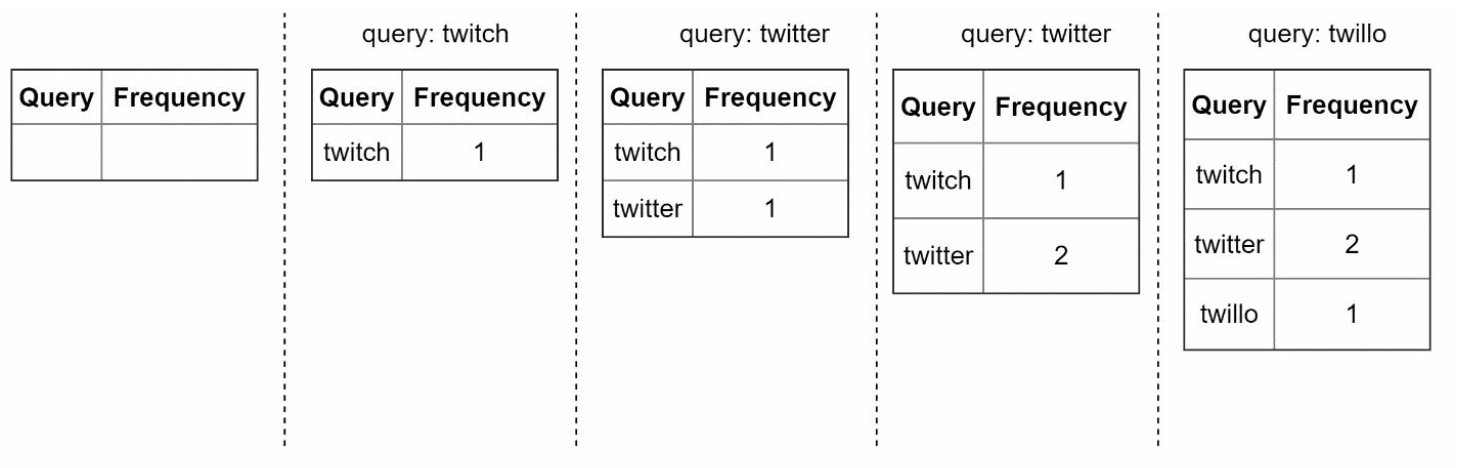 Query Frequency
query: twitch
Query Frequency
twitch 1
query: twitter
Query Frequency
twitch 1
twitter 1
query: twitter
Query Frequency
twitch 1
twitter 2
query: twillo
Query Frequency
twitch 1
twitter 2
twillo 1